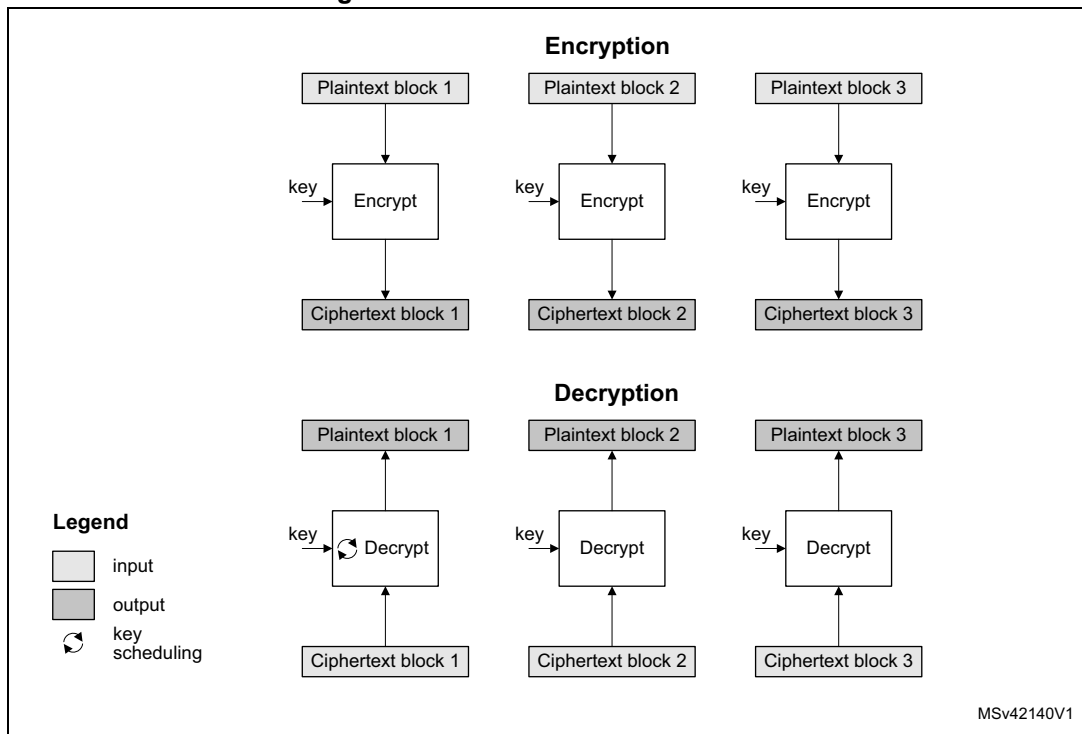 Encryption
Plaintext block 1
Plaintext block 2
Plaintext block 3
key
Encrypt
key
Encrypt
key
Encrypt
Ciphertext block 1
Ciphertext block 2
Ciphertext block 3
Decryption
Plaintext block 1
Plaintext block 2
Plaintext block 3
Legend
input
output
key
scheduling
key
Decrypt
key
Decrypt
key
Decrypt
Ciphertext block 1
Ciphertext block 2
Ciphertext block 3
MSv42140V1